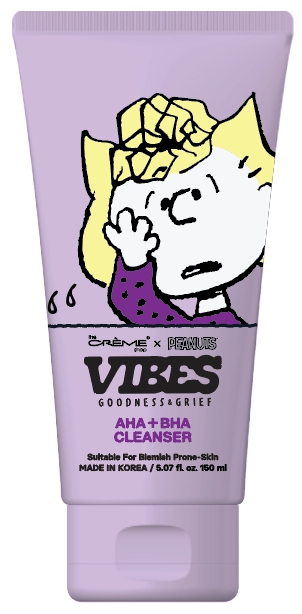 the CRÈME shop x PEANUTS
VIBES
GOODNESS & GRIEF
AHA+BHA
CLEANSER
Suitable For Blemish Prone-Skin
MADE IN KOREA / 5.07 fl. oz. 150 ml